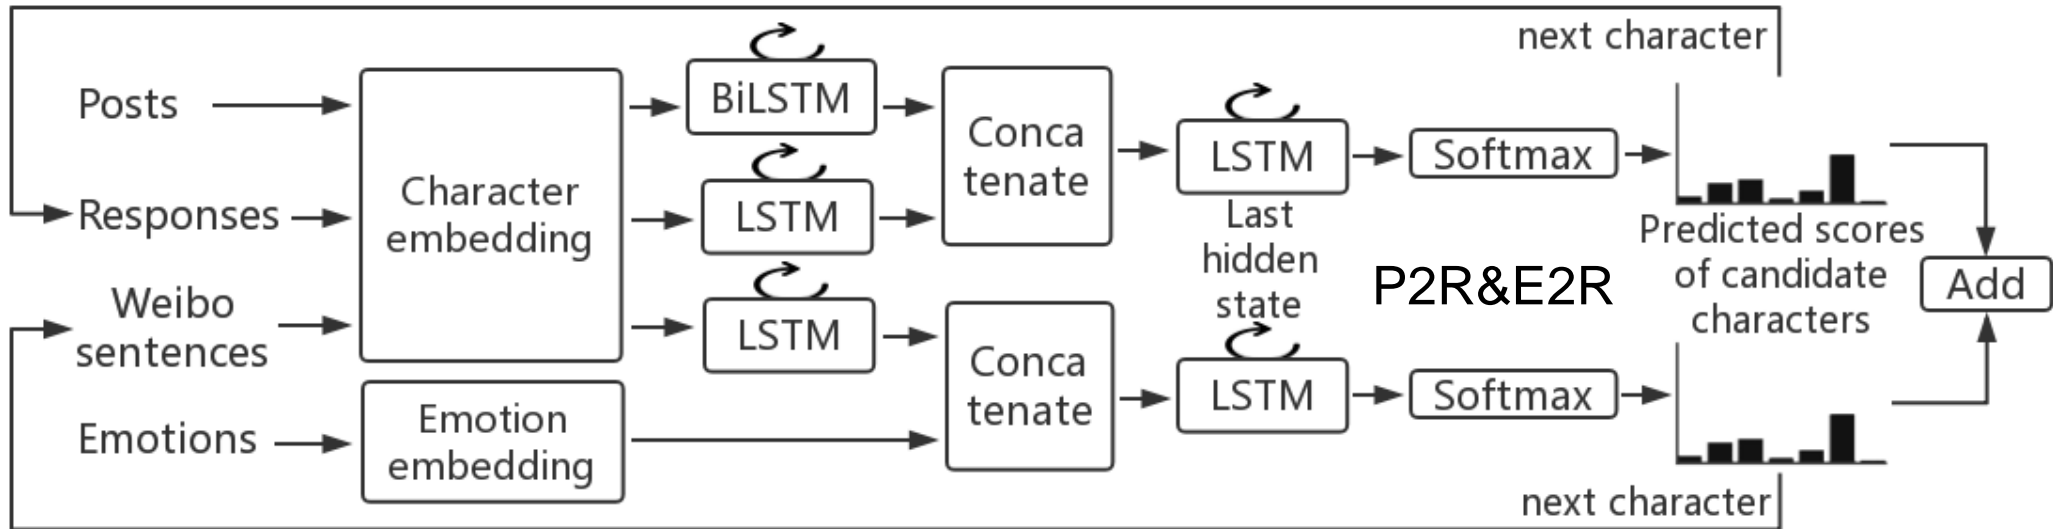 next character
Posts
BiLSTM
Conca
tenate
LSTM
Softmax
Character
embedding
Responses
LSTM
Last
hidden
state
Predicted scores
of candidate
characters
P2R&E2R
Add
Weibo
sentences
LSTM
Conca
tenate
LSTM
Softmax
Emotions
Emotion
embedding
next character